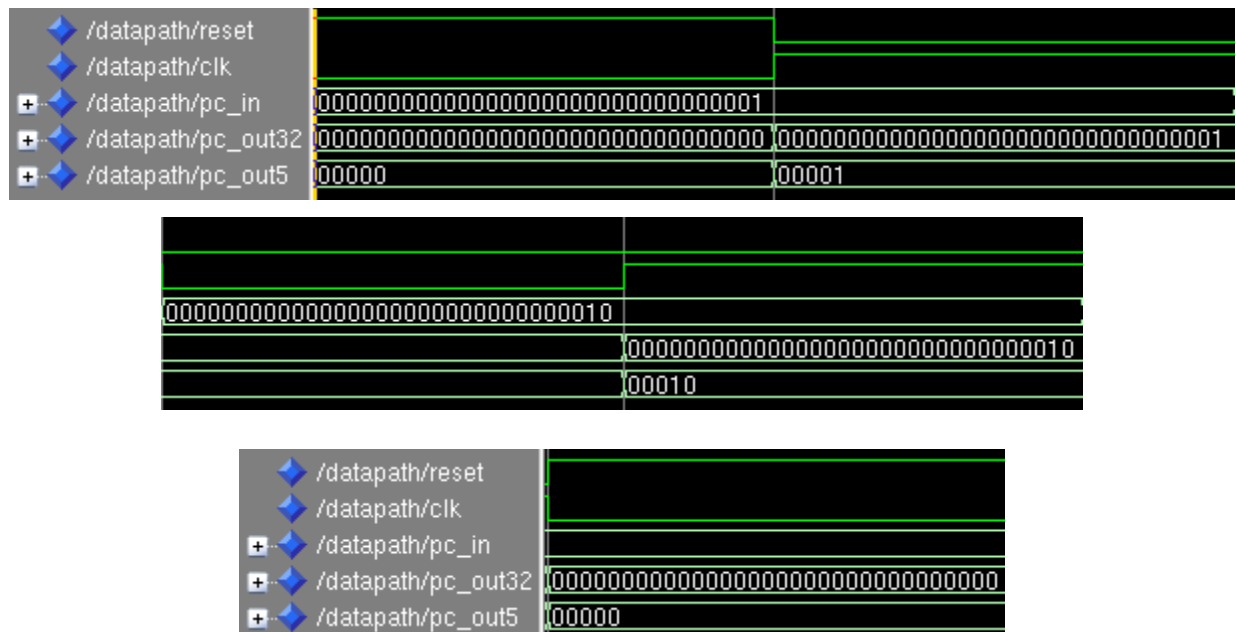 /datapath/reset
/datapath/clk
/datapath/pc_in 00000000000000000000000000000001
/datapath/pc_out32 00000000000000000000000000000000 00000000000000000000000000000001
/datapath/pc_out5 00000 00001
00000000000000000000000000000010
00000000000000000000000000000010
00010
/datapath/reset
/datapath/clk
/datapath/pc_in
/datapath/pc_out32 00000000000000000000000000000000
/datapath/pc_out5 00000